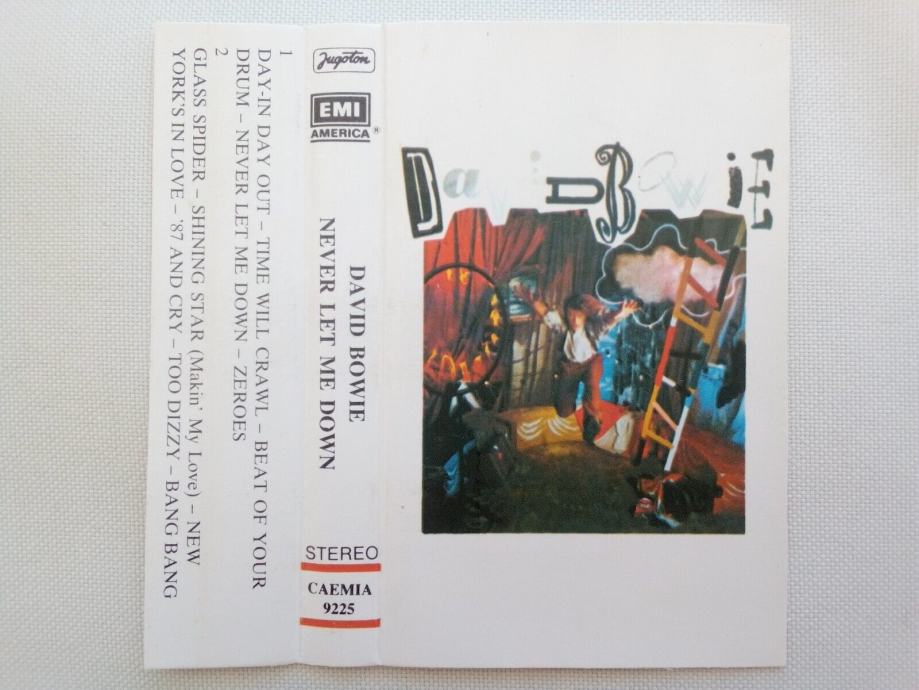 1
DAY-IN DAY OUT – TIME WILL CRAWL – BEAT OF YOUR
DRUM – NEVER LET ME DOWN – ZEROES
2
GLASS SPIDER – SHINING STAR (Makin' My Love) – NEW
YORK'S IN LOVE – '87 AND CRY – TOO DIZZY – BANG BANG
Jugoton
EMI
AMERICA®
DAVID BOWIE
NEVER LET ME DOWN
STEREO
CAEMIA
9225
DaviD BowiE